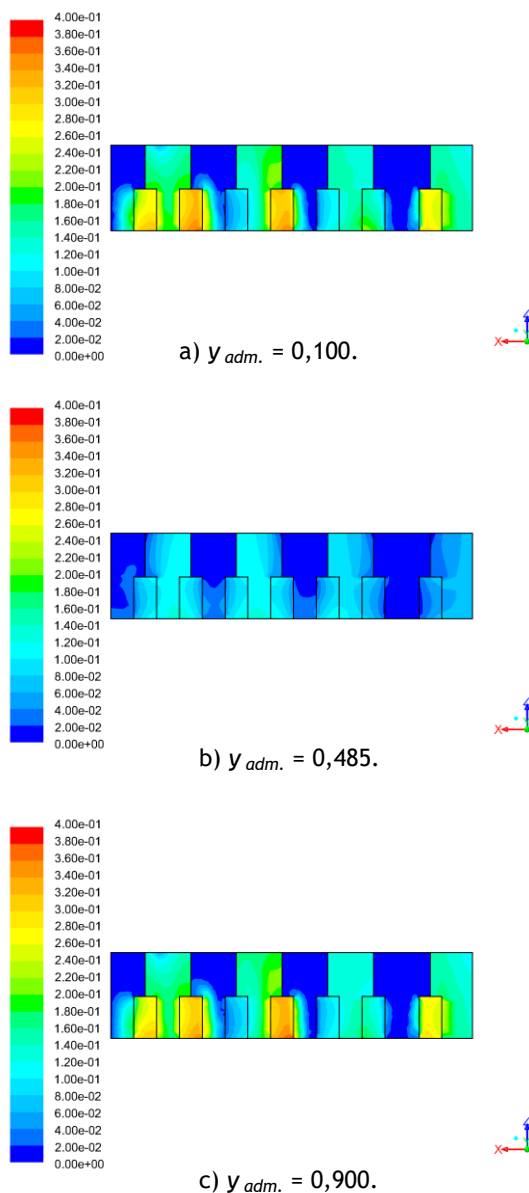 4.00e-01
3.80e-01
3.60e-01
3.40e-01
3.20e-01
3.00e-01
2.80e-01
2.60e-01
2.40e-01
2.20e-01
2.00e-01
1.80e-01
1.60e-01
1.40e-01
1.20e-01
1.00e-01
8.00e-02
6.00e-02
4.00e-02
2.00e-02
0.00e+00
X
Z
a) y adm. = 0,100.
4.00e-01
3.80e-01
3.60e-01
3.40e-01
3.20e-01
3.00e-01
2.80e-01
2.60e-01
2.40e-01
2.20e-01
2.00e-01
1.80e-01
1.60e-01
1.40e-01
1.20e-01
1.00e-01
8.00e-02
6.00e-02
4.00e-02
2.00e-02
0.00e+00
X
Z
b) y adm. = 0,485.
4.00e-01
3.80e-01
3.60e-01
3.40e-01
3.20e-01
3.00e-01
2.80e-01
2.60e-01
2.40e-01
2.20e-01
2.00e-01
1.80e-01
1.60e-01
1.40e-01
1.20e-01
1.00e-01
8.00e-02
6.00e-02
4.00e-02
2.00e-02
0.00e+00
X
Z
c) y adm. = 0,900.